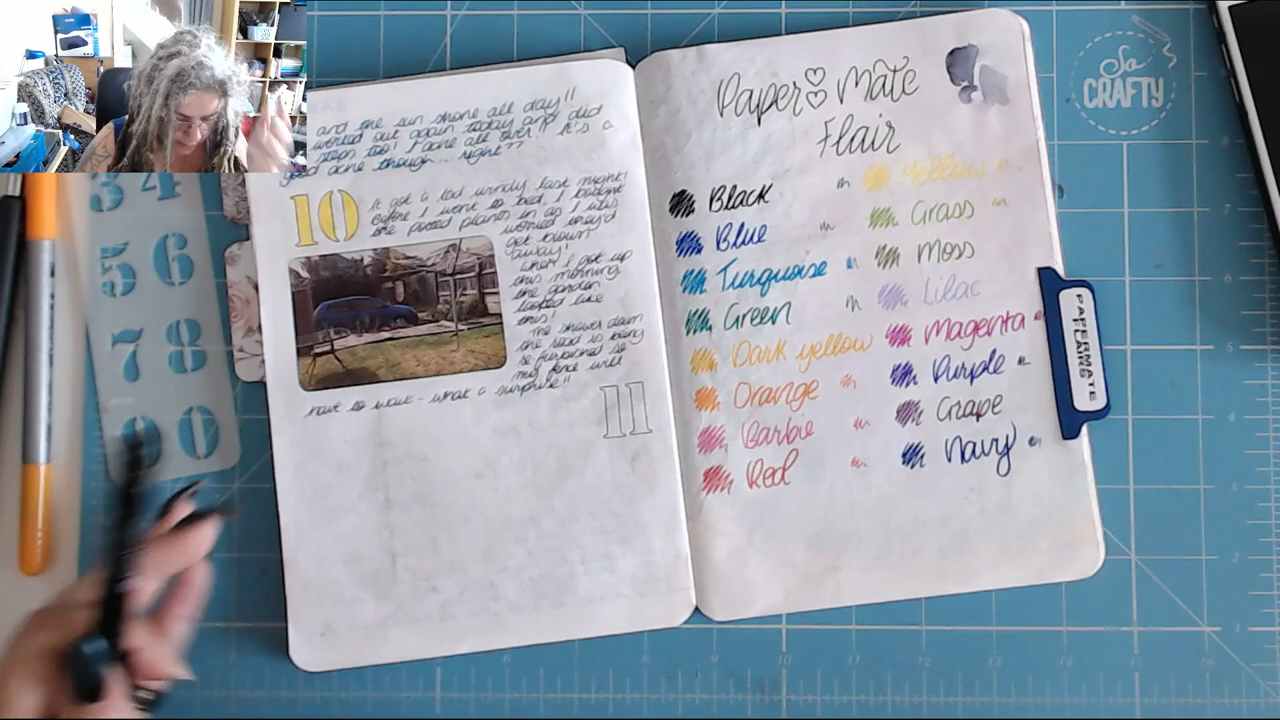 and the sun shone all day!!
worked out again today and did
steps too! I ache all over!! It's a
good ache though... right??
10
It got a tad windy last night!
Before I went to bed, I bought
the potted plants in as I was
worried they'd
get blown
away!
When I got up
this morning
the garden
looked like
this!
The shower down
the road is being
so my fence will
have to wait - what a surprise!!
11
Paper Mate
Flair
Black
Blue
Turquoise
Green
Dark yellow
Orange
Barbie
Red
Yellow
Grass
Moss
Lilac
Magenta
Purple
Grape
Navy
PAPERMATE
FLAIRS
So
CRAFTY
3 4
5 6
7 8
9 0